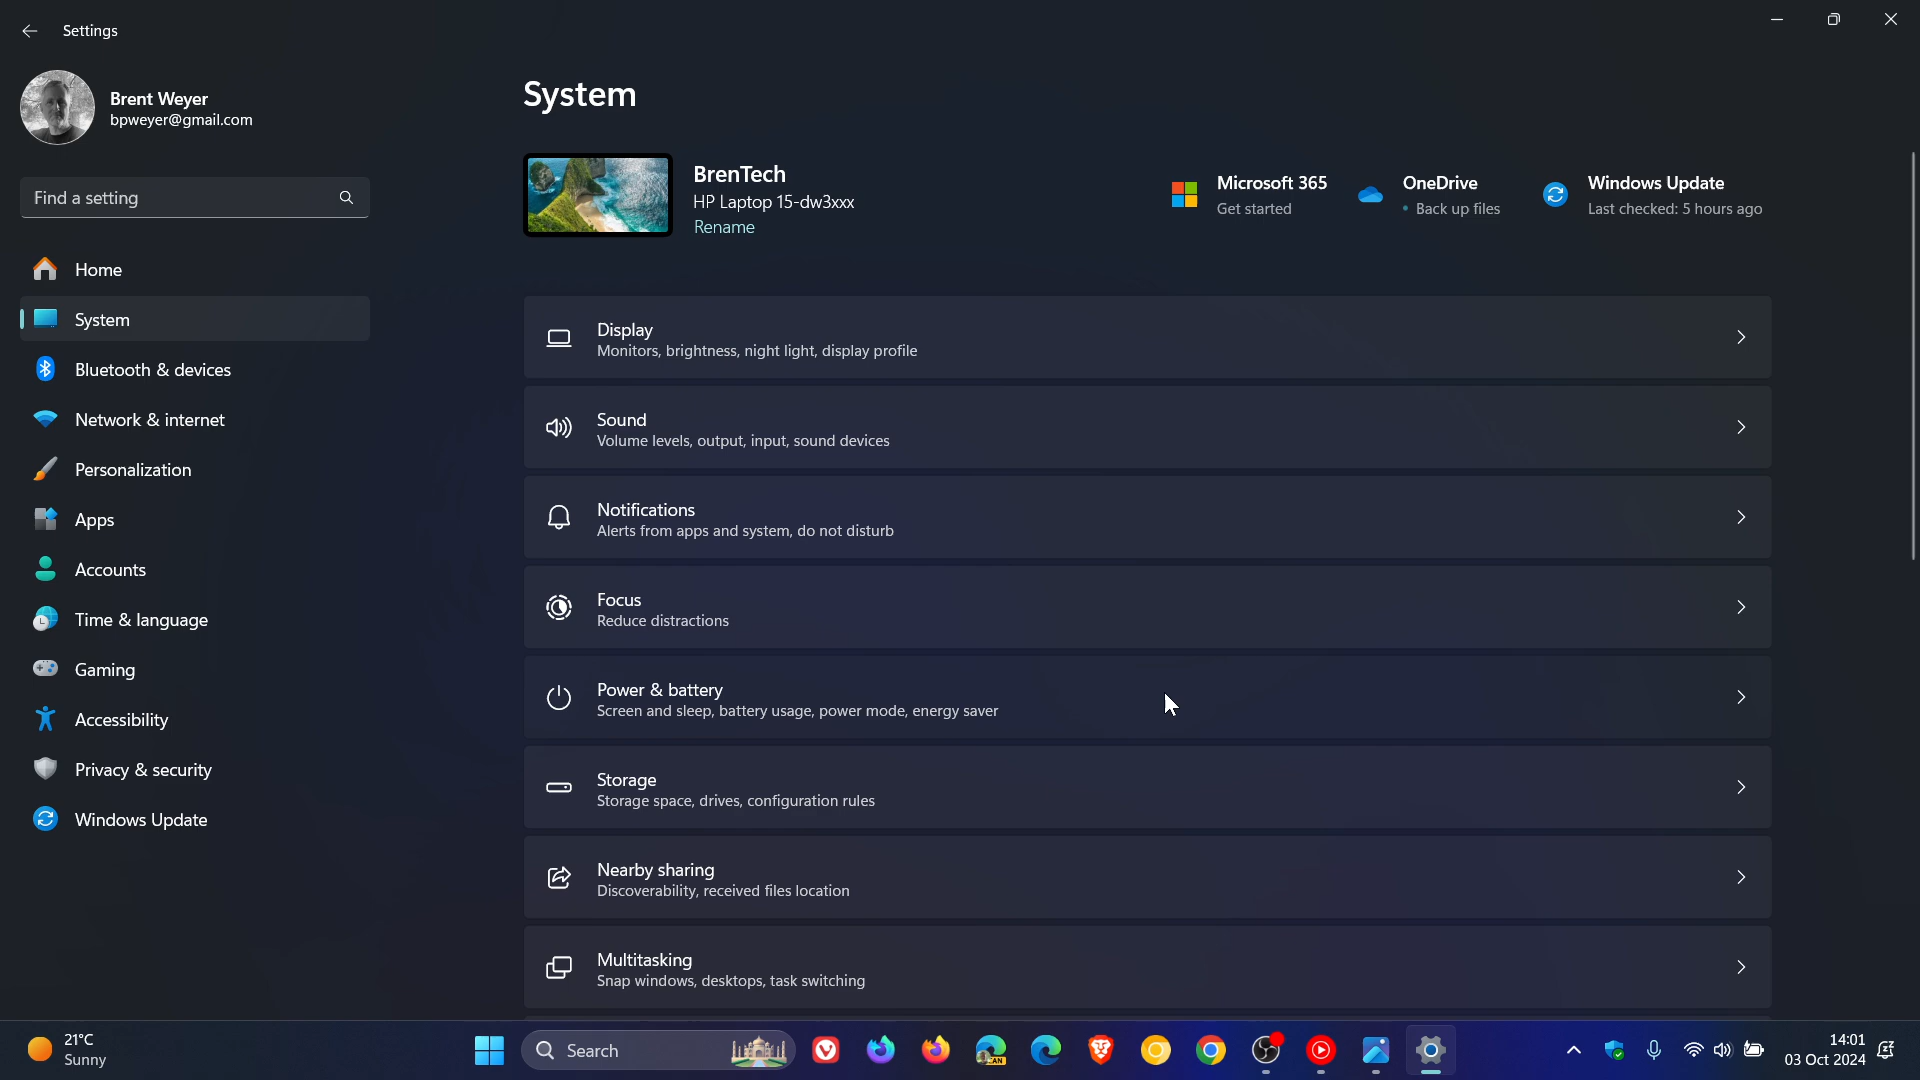 Settings
Brent Weyer
bpweyer@gmail.com
Find a setting
Home
System
Bluetooth & devices
Network & internet
Personalization
Apps
Accounts
Time & language
Gaming
Accessibility
Privacy & security
Windows Update
System
BrenTech
HP Laptop 15-dw3xxx
Rename
Microsoft 365
Get started
OneDrive
• Back up files
Windows Update
Last checked: 5 hours ago
Display
Monitors, brightness, night light, display profile
Sound
Volume levels, output, input, sound devices
Notifications
Alerts from apps and system, do not disturb
Focus
Reduce distractions
Power & battery
Screen and sleep, battery usage, power mode, energy saver
Storage
Storage space, drives, configuration rules
Nearby sharing
Discoverability, received files location
Multitasking
Snap windows, desktops, task switching
21°C
Sunny
Search
CAN
14:01
03 Oct 2024